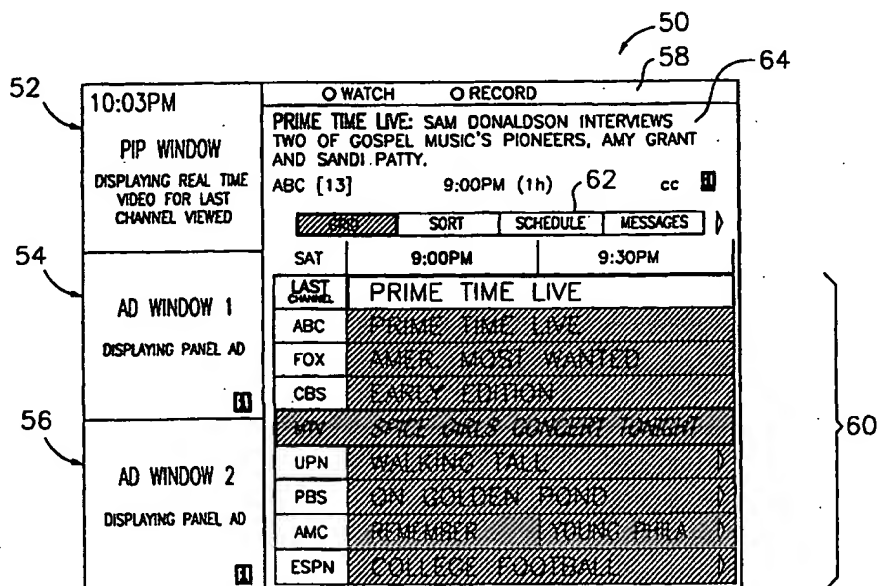 50
58
64
52
10:03PM
PIP WINDOW
DISPLAYING REAL TIME
VIDEO FOR LAST
CHANNEL VIEWED
WATCH RECORD
PRIME TIME LIVE: SAM DONALDSON INTERVIEWS
TWO OF GOSPEL MUSIC'S PIONEERS, AMY GRANT
AND SANDI PATTY.
ABC [13] 9:00PM (1h) 62 cc
SORT SCHEDULE MESSAGES
SAT 9:00PM 9:30PM
54
AD WINDOW 1
DISPLAYING PANEL AD
LAST CHANNEL PRIME TIME LIVE
ABC PRIME TIME LIVE
FOX AMER. MOST WANTED
CBS EARLY EDITION
MTV SPICE GIRLS CONCERT TONIGHT
60
56
AD WINDOW 2
DISPLAYING PANEL AD
UPN WALKING TALL
PBS ON GOLDEN POND
AMC REMEMBER YOUNG PHILA
ESPN COLLEGE FOOTBALL